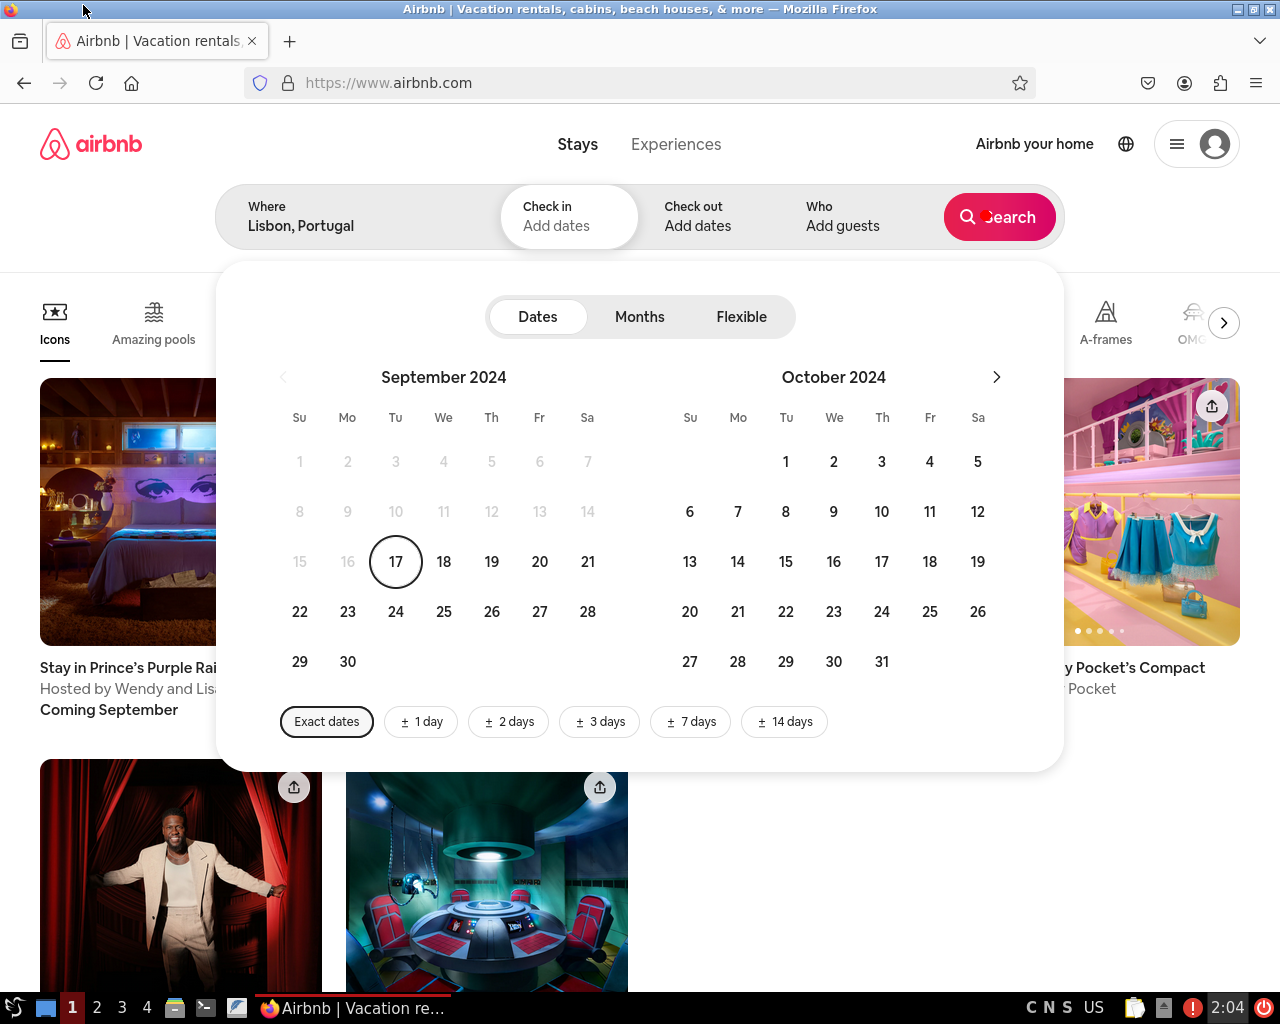 Airbnb | Vacation rentals, cabins, beach houses, & more — Mozilla Firefox
Airbnb | Vacation rentals,
https://www.airbnb.com
airbnb
Stays
Experiences
Airbnb your home
Where
Lisbon, Portugal
Check in
Add dates
Check out
Add dates
Who
Add guests
Search
Icons
Amazing pools
A-frames
Dates
Months
Flexible
September 2024
Su Mo Tu We Th Fr Sa
1 2 3 4 5 6 7
8 9 10 11 12 13 14
15 16 17 18 19 20 21
22 23 24 25 26 27 28
29 30
October 2024
Su Mo Tu We Th Fr Sa
1 2 3 4 5
6 7 8 9 10 11 12
13 14 15 16 17 18 19
20 21 22 23 24 25 26
27 28 29 30 31
Exact dates
± 1 day
± 2 days
± 3 days
± 7 days
± 14 days
Stay in Prince’s Purple Rai
Hosted by Wendy and Lisa
Coming September
y Pocket’s Compact
Pocket
1 2 3 4
Airbnb | Vacation re...
C N S US
2:04